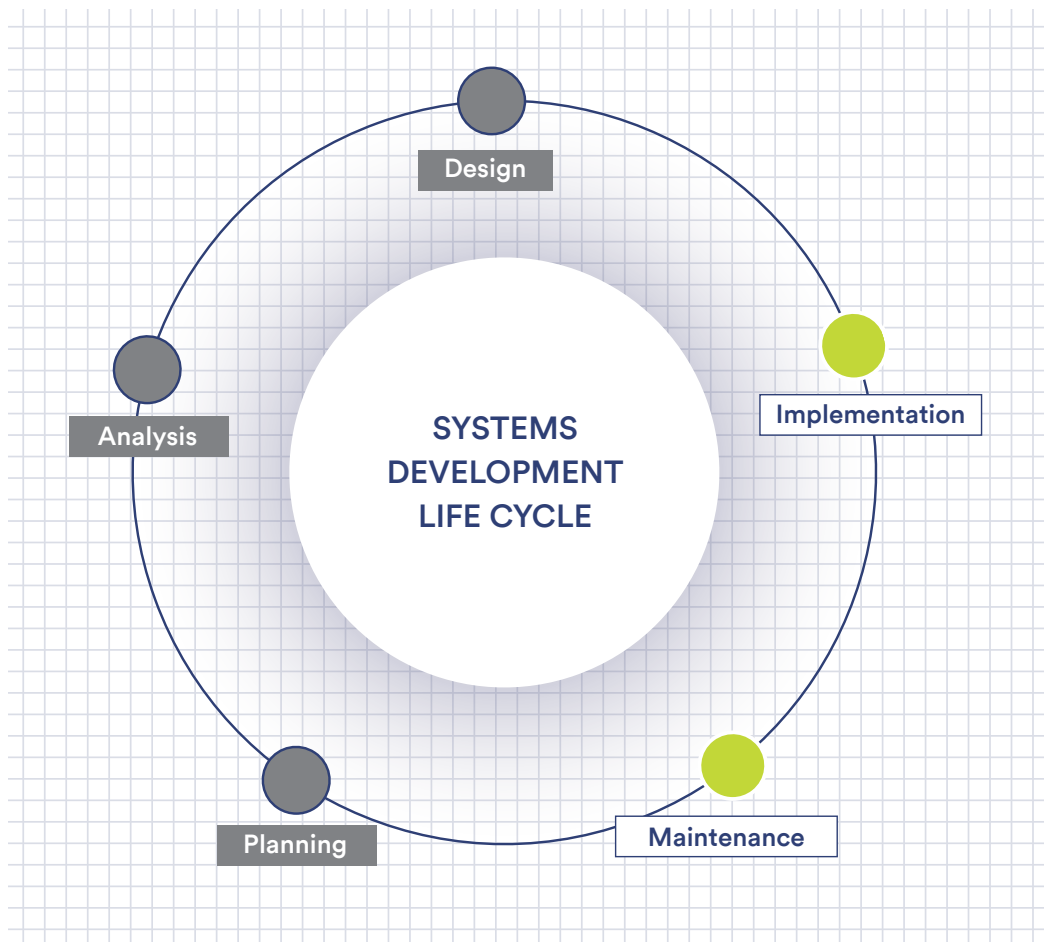 Design
Implementation
Analysis
SYSTEMS
DEVELOPMENT
LIFE CYCLE
Planning
Maintenance